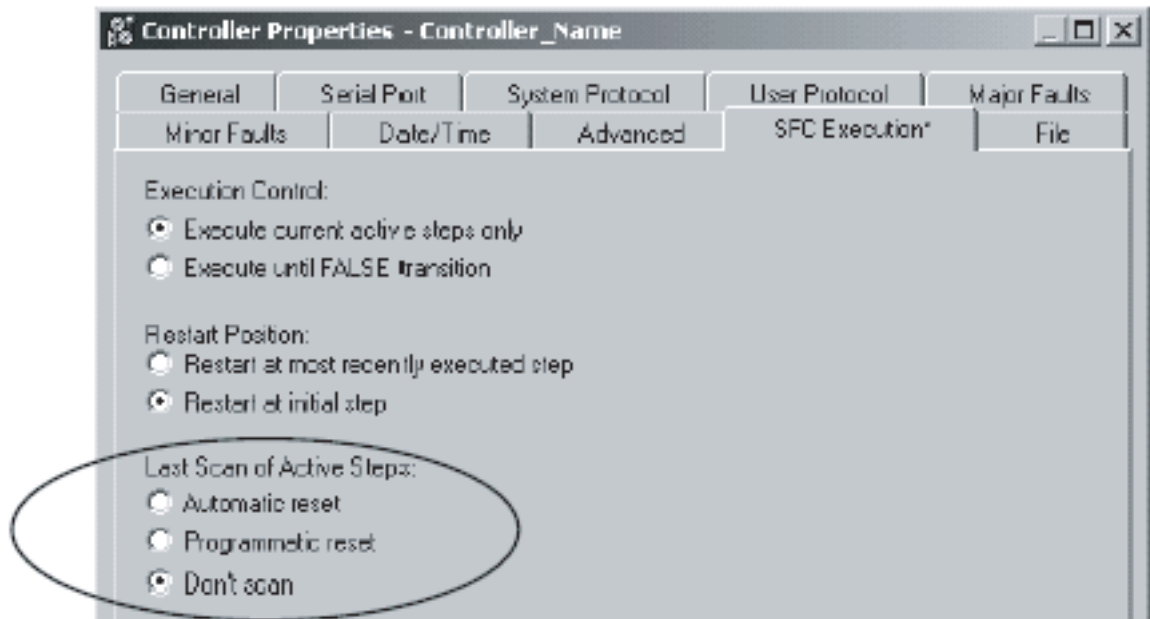 Controller Properties - Controller_Name
General Serial Port System Protocol User Protocol Major Faults
Minor Faults Date/Time Advanced SFC Execution* File
Execution Control:
Execute current active steps only
Execute until FALSE transition
Restart Position:
Restart at most recently executed step
Restart at initial step
Last Scan of Active Steps:
Automatic reset
Programmatic reset
Don't scan